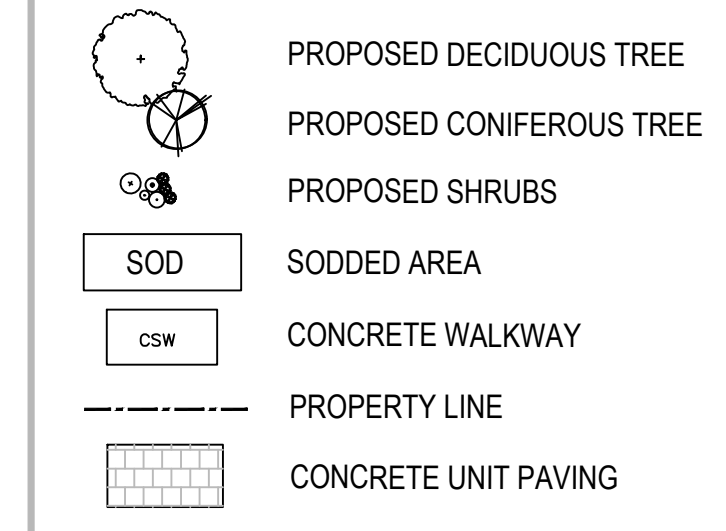 PROPOSED DECIDUOUS TREE
PROPOSED CONIFEROUS TREE
PROPOSED SHRUBS
SOD SODDED AREA
CSW CONCRETE WALKWAY
PROPERTY LINE
CONCRETE UNIT PAVING